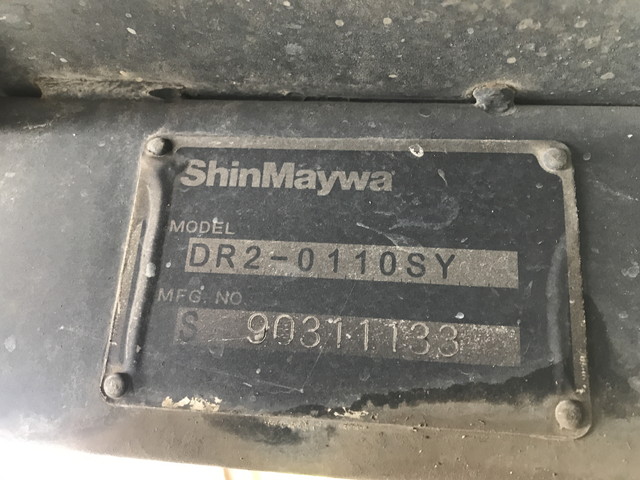 ShinMaywa
MODEL
DR2-0110SY
MFG. NO.
S 90311133